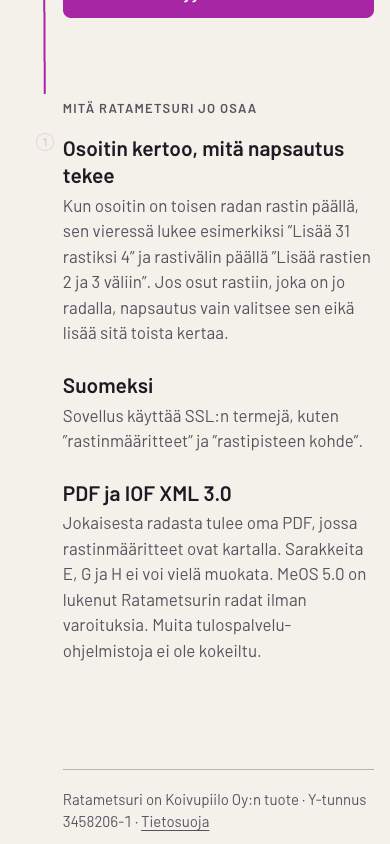 MITÄ RATAMETSURI JO OSAA
1
Osoitin kertoo, mitä napsautus
tekee
Kun osoitin on toisen radan rastin päällä,
sen vieressä lukee esimerkiksi ”Lisää 31
rastiksi 4” ja rastivälin päällä ”Lisää rastien
2 ja 3 väliin”. Jos osut rastiin, joka on jo
radalla, napsautus vain valitsee sen eikä
lisää sitä toista kertaa.
Suomeksi
Sovellus käyttää SSL:n termejä, kuten
”rastinmääritteet” ja ”rastipisteen kohde”.
PDF ja IOF XML 3.0
Jokaisesta radasta tulee oma PDF, jossa
rastinmääritteet ovat kartalla. Sarakkeita
E, G ja H ei voi vielä muokata. MeOS 5.0 on
lukenut Ratametsurin radat ilman
varoituksia. Muita tulospalvelu-
ohjelmistoja ei ole kokeiltu.
Ratametsuri on Koivupiilo Oy:n tuote · Y-tunnus
3458206-1 · Tietosuoja